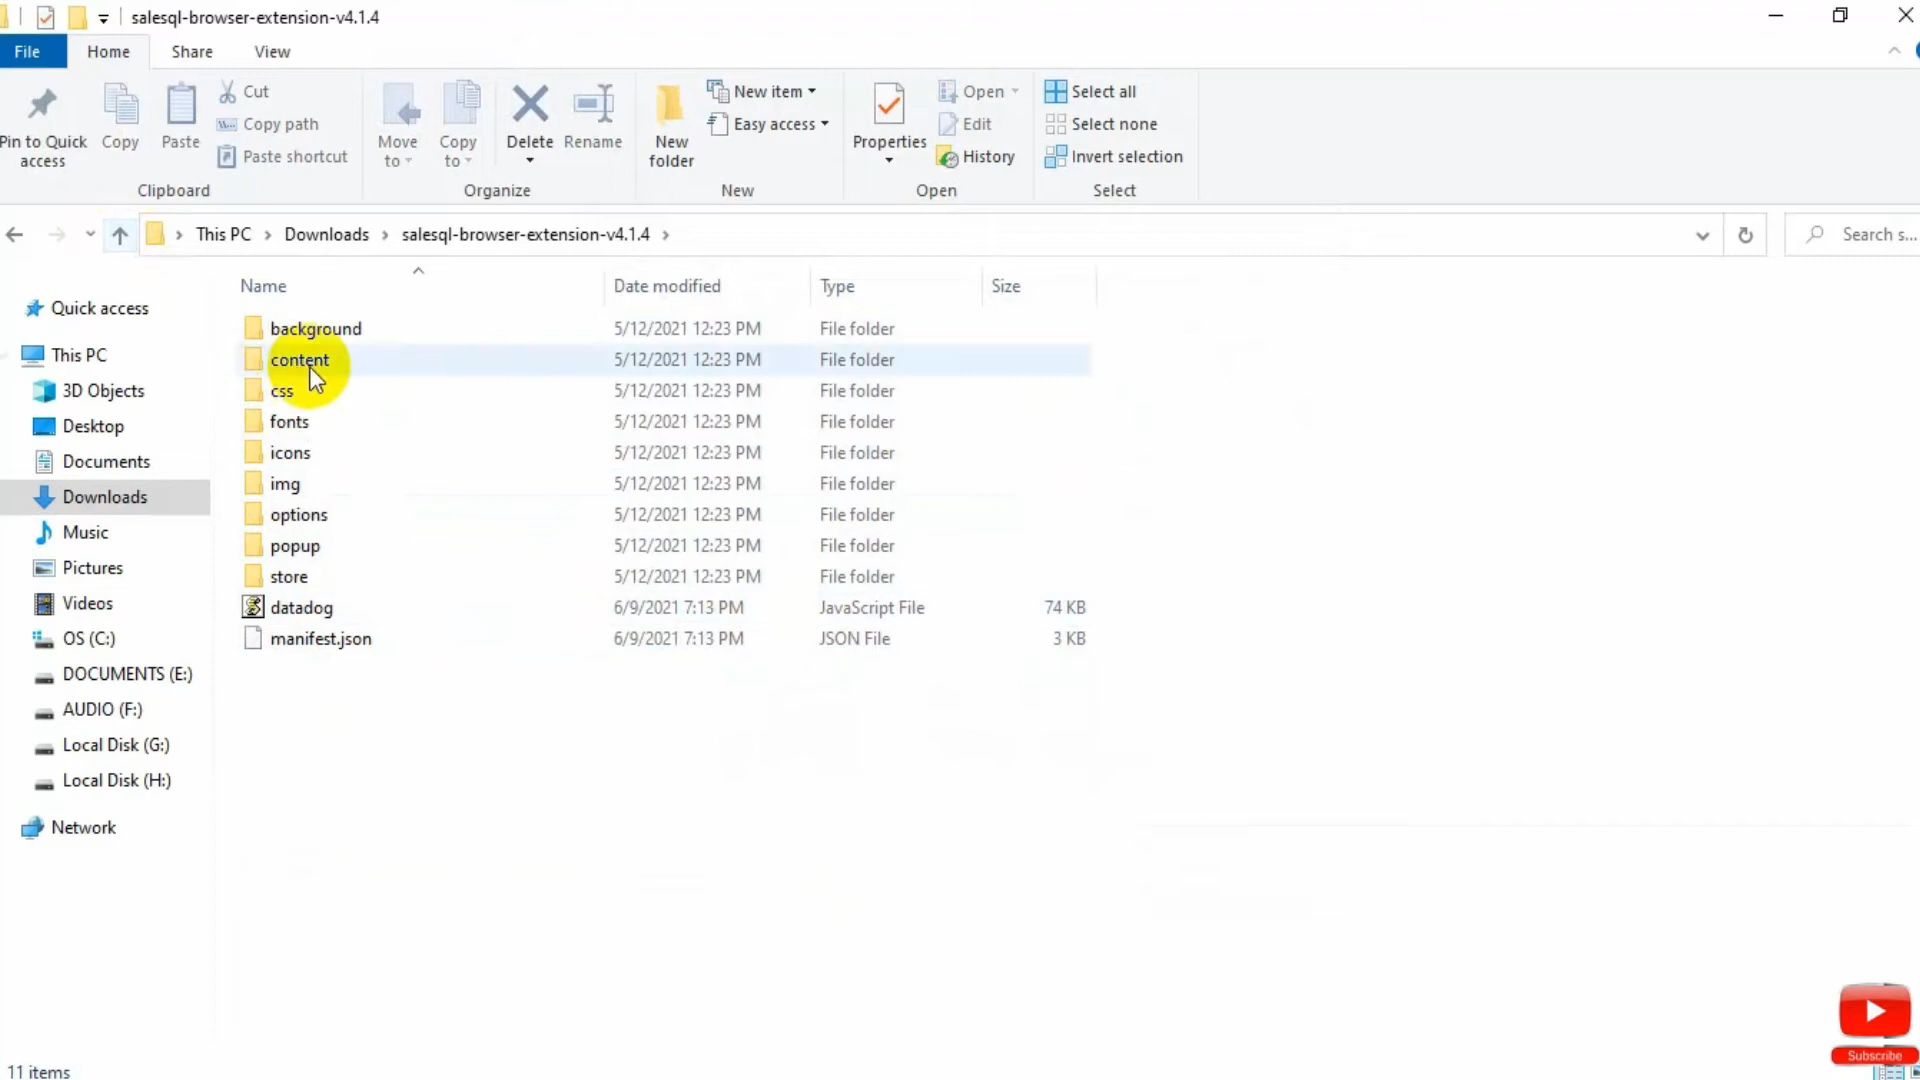 salesql-browser-extension-v4.1.4
File Home Share View
Pin to Quick access
Copy
Paste
Cut
Copy path
Paste shortcut
Clipboard
Move to
Copy to
Delete
Rename
Organize
New folder
New item
Easy access
New
Properties
Open
Edit
History
Open
Select all
Select none
Invert selection
Select
This PC > Downloads > salesql-browser-extension-v4.1.4 >
Search s...
Name Date modified Type Size
Quick access
This PC
3D Objects
Desktop
Documents
Downloads
Music
Pictures
Videos
OS (C:)
DOCUMENTS (E:)
AUDIO (F:)
Local Disk (G:)
Local Disk (H:)
Network
background 5/12/2021 12:23 PM File folder
content 5/12/2021 12:23 PM File folder
css 5/12/2021 12:23 PM File folder
fonts 5/12/2021 12:23 PM File folder
icons 5/12/2021 12:23 PM File folder
img 5/12/2021 12:23 PM File folder
options 5/12/2021 12:23 PM File folder
popup 5/12/2021 12:23 PM File folder
store 5/12/2021 12:23 PM File folder
datadog 6/9/2021 7:13 PM JavaScript File 74 KB
manifest.json 6/9/2021 7:13 PM JSON File 3 KB
Subscribe
11 items